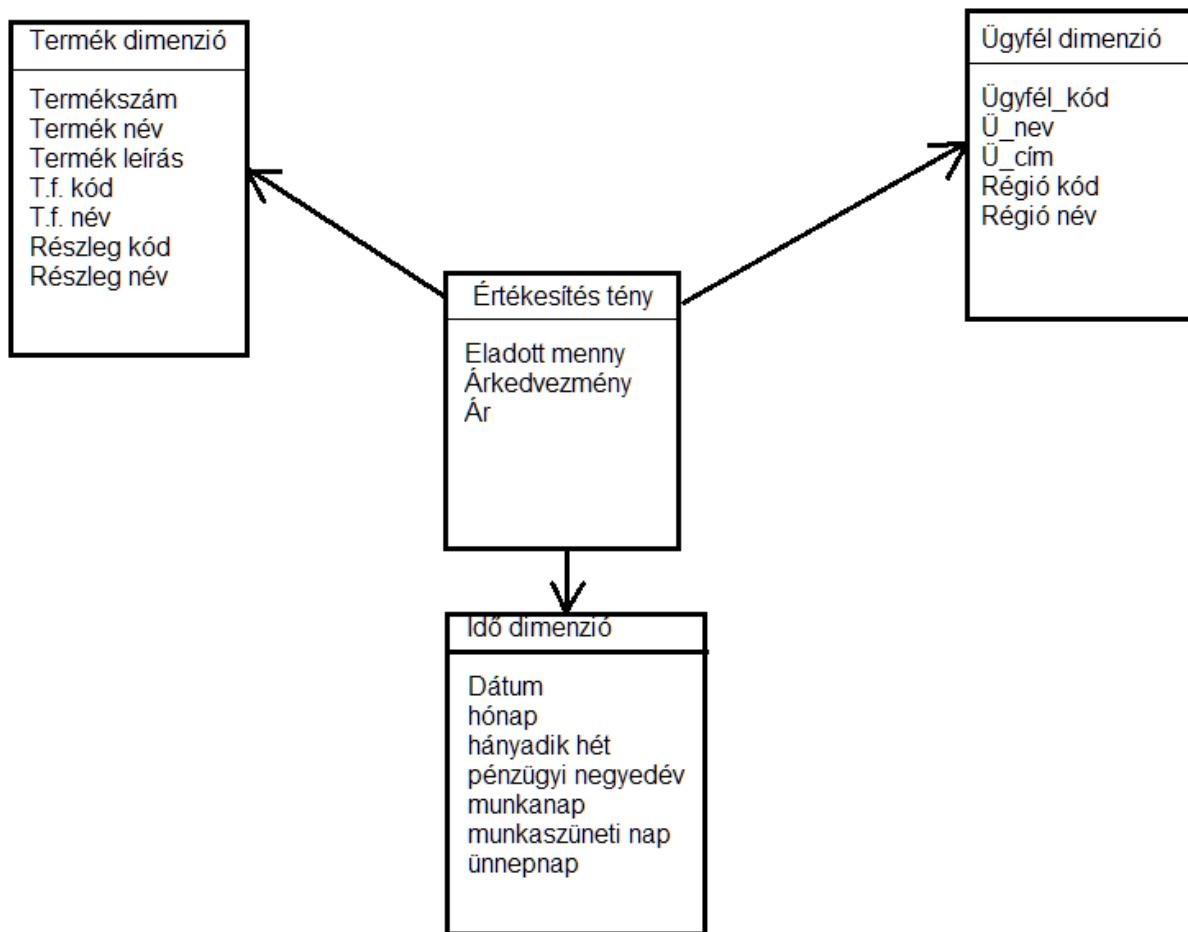 Termék dimenzió
Termékszám
Termék név
Termék leírás
T.f. kód
T.f. név
Részleg kód
Részleg név
Ügyfél dimenzió
Ügyfél_kód
Ü_nev
Ü_cím
Régió kód
Régió név
Értékesítés tény
Eladott menny
Árkedvezmény
Ár
Idő dimenzió
Dátum
hónap
hányadik hét
pénzügyi negyedév
munkanap
munkaszüneti nap
ünnepnap